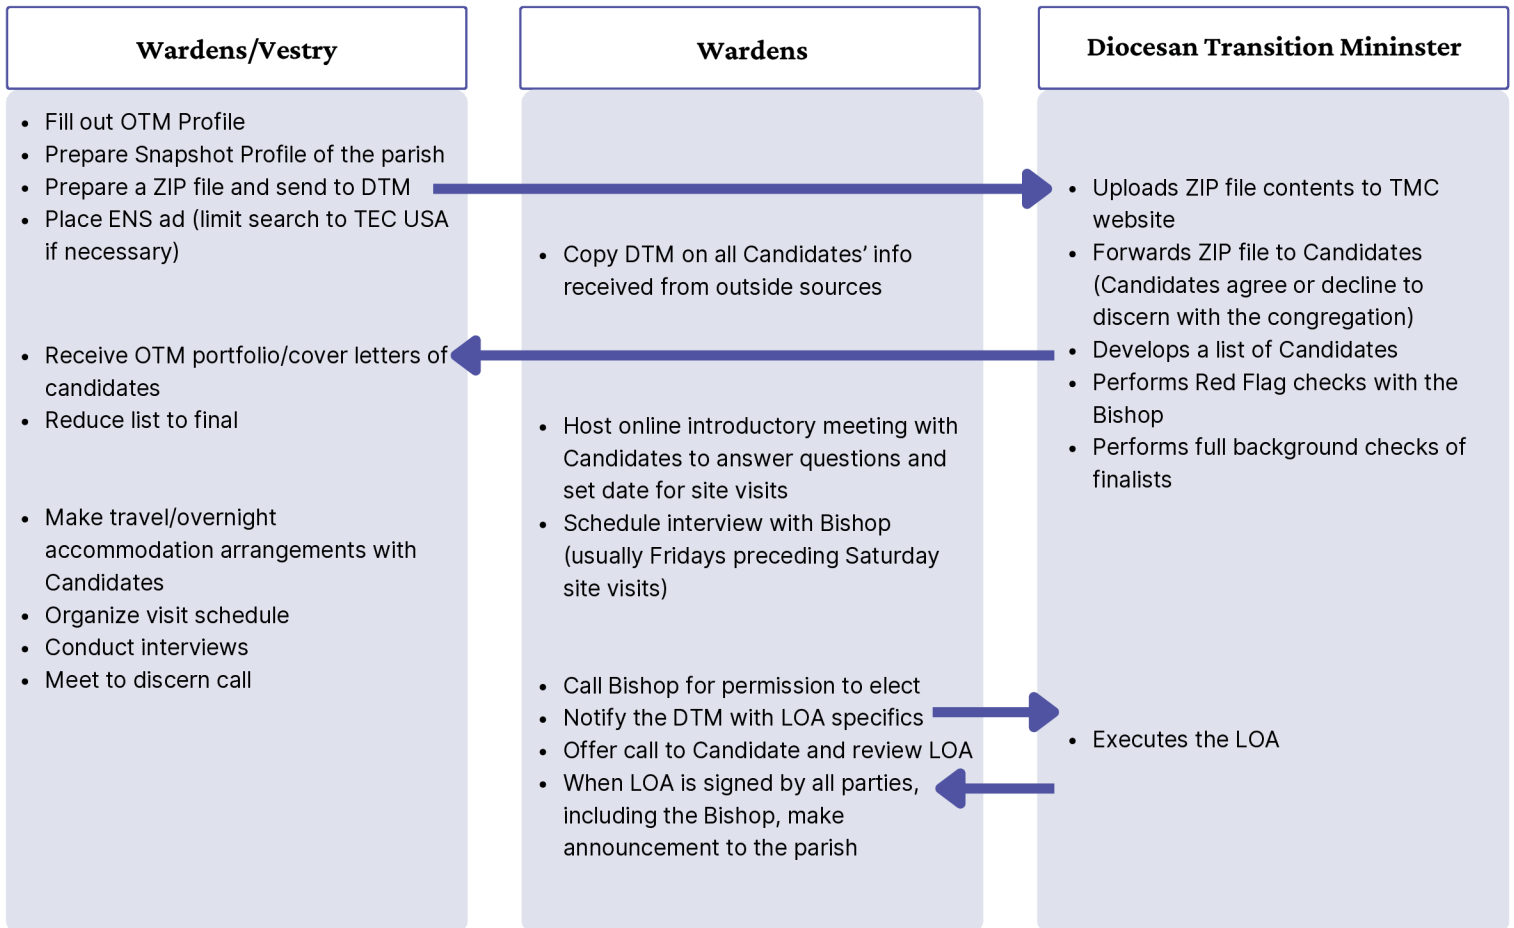 Wardens/Vestry
• Fill out OTM Profile
• Prepare Snapshot Profile of the parish
• Prepare a ZIP file and send to DTM
• Place ENS ad (limit search to TEC USA
if necessary)
• Receive OTM portfolio/cover letters of
candidates
• Reduce list to final
• Make travel/overnight
accommodation arrangements with
Candidates
• Organize visit schedule
• Conduct interviews
• Meet to discern call
Wardens
• Copy DTM on all Candidates’ info
received from outside sources
• Host online introductory meeting with
Candidates to answer questions and
set date for site visits
• Schedule interview with Bishop
(usually Fridays preceding Saturday
site visits)
• Call Bishop for permission to elect
• Notify the DTM with LOA specifics
• Offer call to Candidate and review LOA
• When LOA is signed by all parties,
including the Bishop, make
announcement to the parish
Diocesan Transition Mininster
• Uploads ZIP file contents to TMC
website
• Forwards ZIP file to Candidates
(Candidates agree or decline to
discern with the congregation)
• Develops a list of Candidates
• Performs Red Flag checks with the
Bishop
• Performs full background checks of
finalists
• Executes the LOA